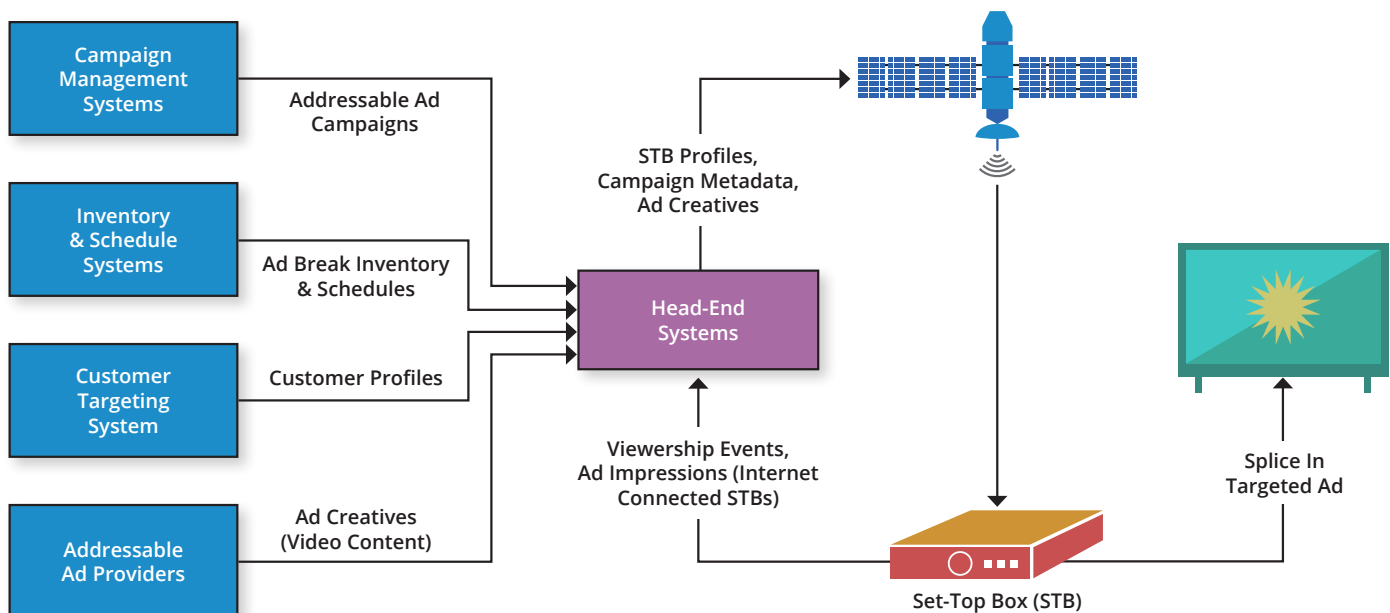 Campaign
Management
Systems
Addressable Ad
Campaigns
Inventory
& Schedule
Systems
Ad Break Inventory
& Schedules
Customer
Targeting
System
Customer Profiles
Addressable
Ad Providers
Ad Creatives
(Video Content)
Head-End
Systems
STB Profiles,
Campaign Metadata,
Ad Creatives
Viewership Events,
Ad Impressions (Internet
Connected STBs)
Set-Top Box (STB)
Splice In
Targeted Ad